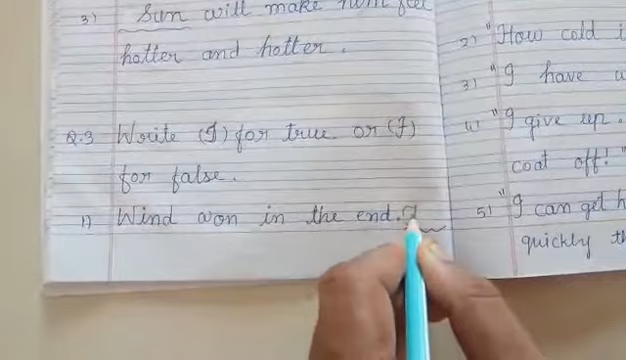 3) Sun will make him feel
hotter and hotter.
Q.3 Write (T) for true or (F)
for false.
1) Wind won in the end.
2) "How cold i
3) "I have
4) "I give up.
coat off!"
5) "I can get h
quickly th